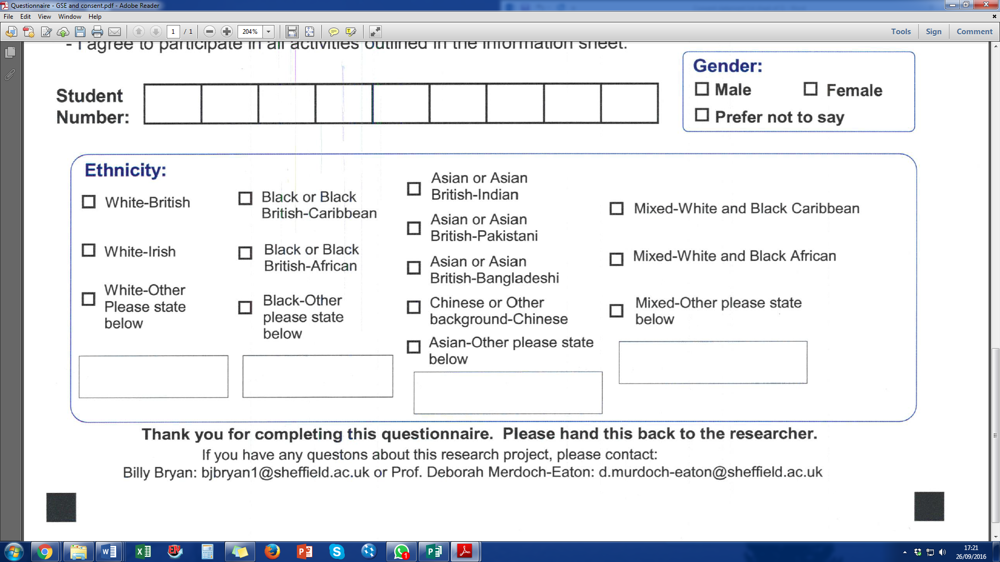 Questionnaire - GSE and consent.pdf - Adobe Reader
File Edit View Window Help
1 / 1 204% Tools Sign Comment
- I agree to participate in all activities outlined in the information sheet.
Student
Number:
Gender:
Male Female
Prefer not to say
Ethnicity:
White-British
White-Irish
White-Other
Please state
below
Black or Black
British-Caribbean
Black or Black
British-African
Black-Other
please state
below
Asian or Asian
British-Indian
Asian or Asian
British-Pakistani
Asian or Asian
British-Bangladeshi
Chinese or Other
background-Chinese
Asian-Other please state
below
Mixed-White and Black Caribbean
Mixed-White and Black African
Mixed-Other please state
below
Thank you for completing this questionnaire. Please hand this back to the researcher.
If you have any questons about this research project, please contact:
Billy Bryan: bjbryan1@sheffield.ac.uk or Prof. Deborah Merdoch-Eaton: d.murdoch-eaton@sheffield.ac.uk
17:21
26/09/2016